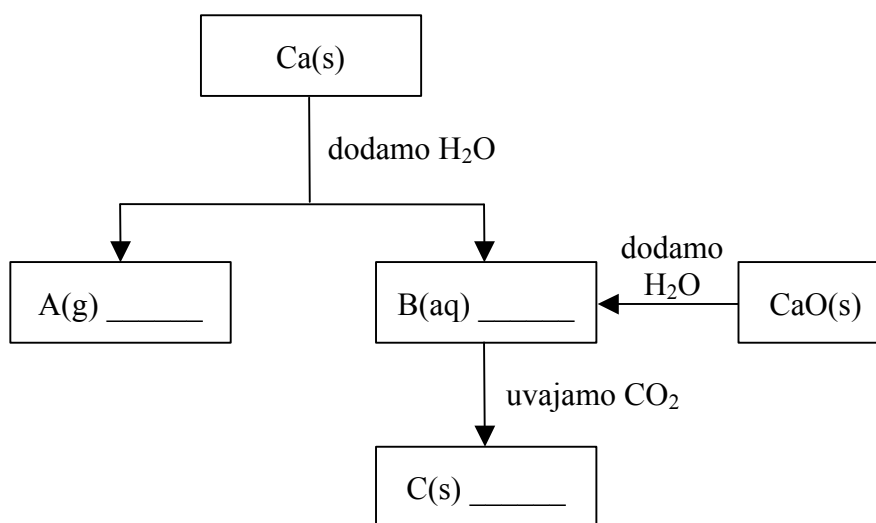 Ca(s)
dodamo H₂O
A(g) ______
B(aq) ______
dodamo
H₂O
CaO(s)
uvajamo CO₂
C(s) ______